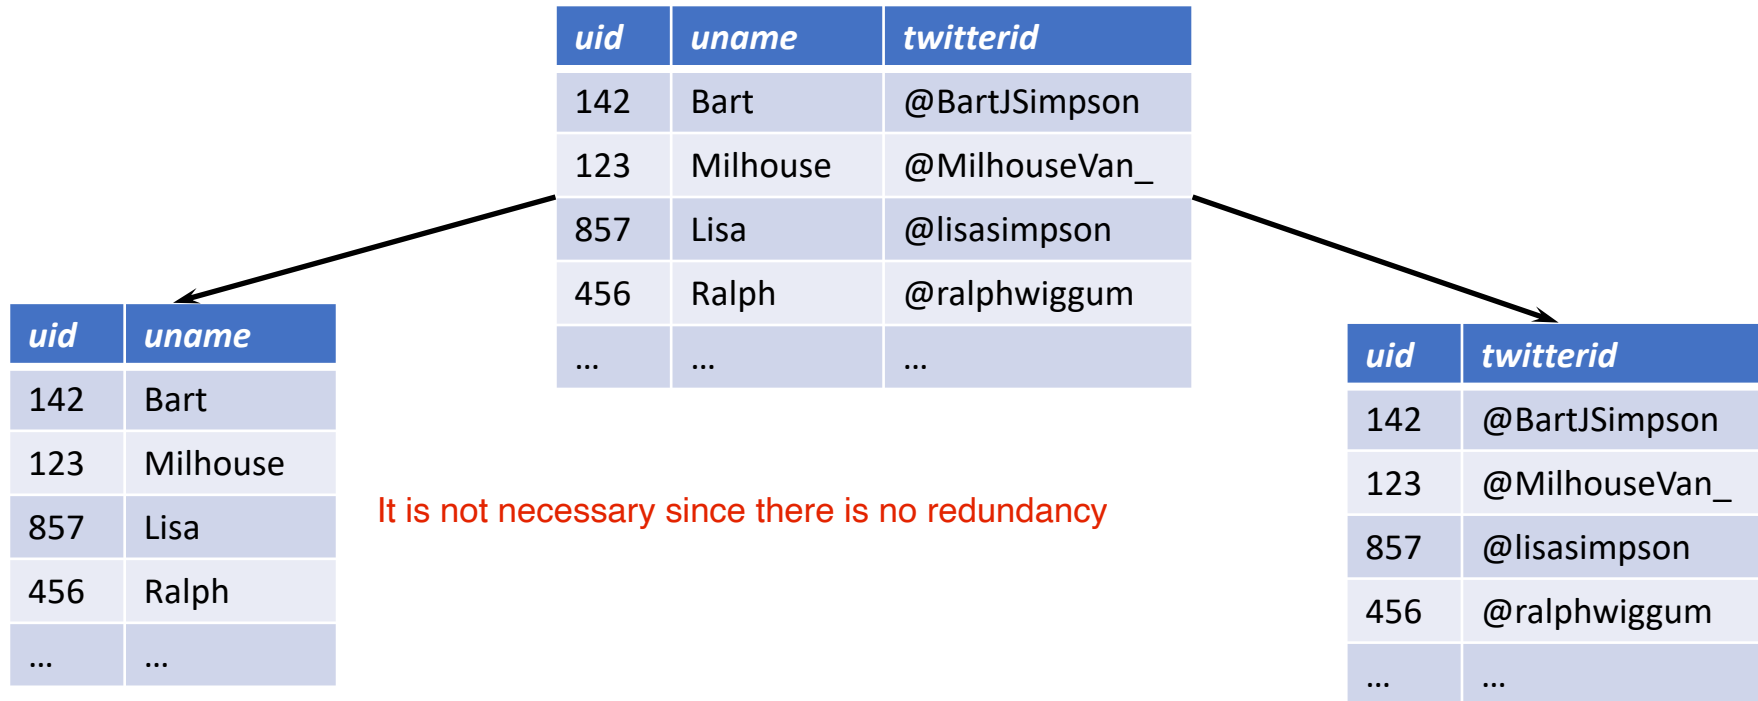 uid uname twitterid
142 Bart @BartJSimpson
123 Milhouse @MilhouseVan_
857 Lisa @lisasimpson
456 Ralph @ralphwiggum
... ... ...
uid uname
142 Bart
123 Milhouse
857 Lisa
456 Ralph
... ...
It is not necessary since there is no redundancy
uid twitterid
142 @BartJSimpson
123 @MilhouseVan_
857 @lisasimpson
456 @ralphwiggum
... ...